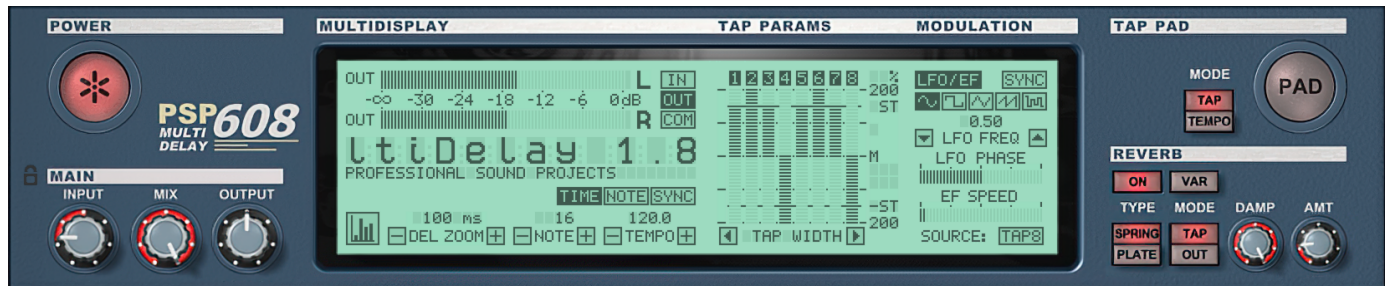 POWER
PSP 608
MULTI
DELAY
MAIN
INPUT MIX OUTPUT
MULTIDISPLAY TAP PARAMS MODULATION
OUT L IN
-∞ -30 -24 -18 -12 -6 0dB OUT
OUT R COM
ltiDelay 1.8
PROFESSIONAL SOUND PROJECTS
TIME NOTE SYNC
100 ms 16 120.0
- DEL ZOOM + - NOTE + - TEMPO +
1 2 3 4 5 6 7 8 %
200
ST
M
-ST
-200
TAP WIDTH
LFO/EF SYNC
0.50
LFO FREQ
LFO PHASE
EF SPEED
SOURCE: TAP8
TAP PAD
MODE
TAP
TEMPO
PAD
REVERB
ON VAR
TYPE MODE DAMP AMT
SPRING TAP
PLATE OUT